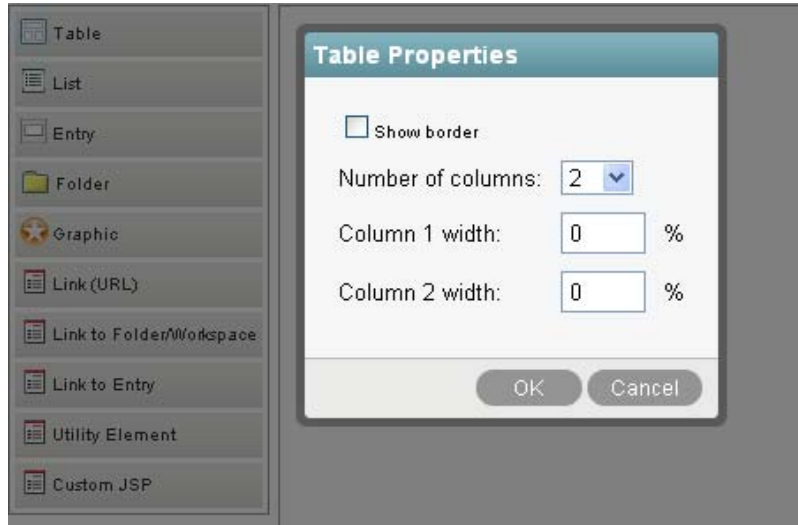 Table
List
Entry
Folder
Graphic
Link (URL)
Link to Folder/Workspace
Link to Entry
Utility Element
Custom JSP
Table Properties
Show border
Number of columns: 2
Column 1 width: 0 %
Column 2 width: 0 %
OK Cancel